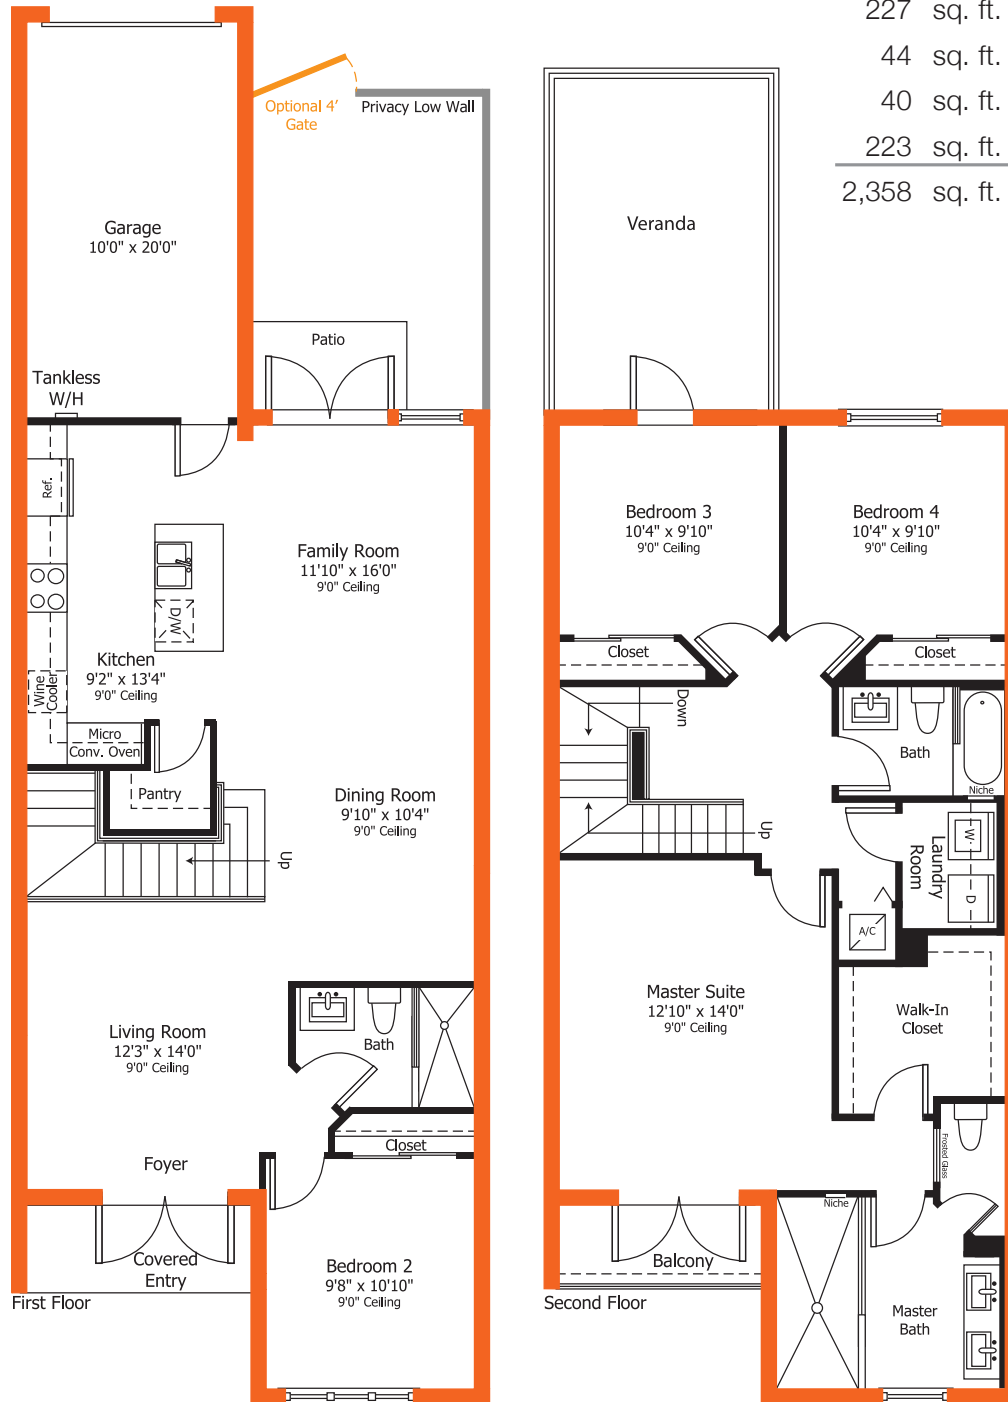 227 sq. ft.
44 sq. ft.
40 sq. ft.
223 sq. ft.
2,358 sq. ft.
Optional 4'
Gate
Privacy Low Wall
Garage
10'0" x 20'0"
Patio
Tankless
W/H
Ref.
Family Room
11'10" x 16'0"
9'0" Ceiling
D/W
Kitchen
9'2" x 13'4"
9'0" Ceiling
Wine
Cooler
Micro
Conv. Oven
Pantry
Dining Room
9'10" x 10'4"
9'0" Ceiling
Up
Living Room
12'3" x 14'0"
9'0" Ceiling
Bath
Closet
Foyer
Covered
Entry
Bedroom 2
9'8" x 10'10"
9'0" Ceiling
First Floor
Veranda
Bedroom 3
10'4" x 9'10"
9'0" Ceiling
Bedroom 4
10'4" x 9'10"
9'0" Ceiling
Closet
Closet
Down
Bath
Niche
Up
Laundry
Room
W.
D
A/C
Master Suite
12'10" x 14'0"
9'0" Ceiling
Walk-In
Closet
Frosted Glass
Niche
Balcony
Master
Bath
Second Floor